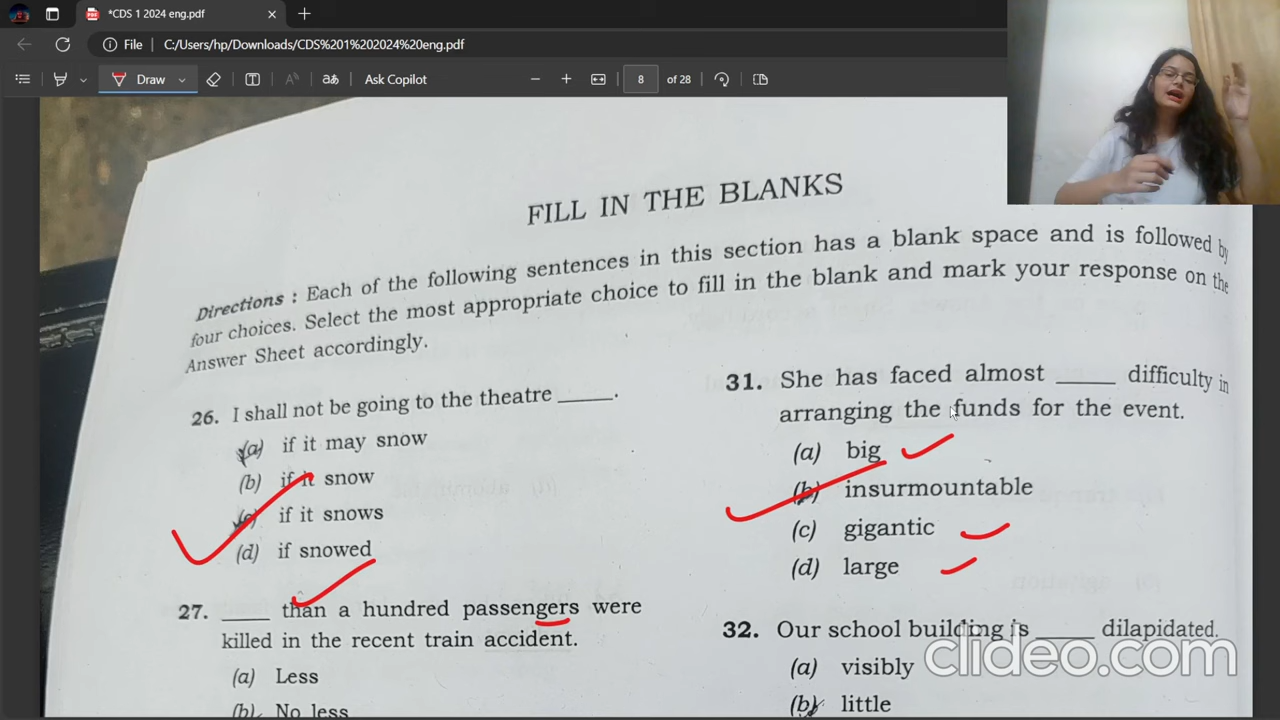 *CDS 1 2024 eng.pdf
File C:/Users/hp/Downloads/CDS%201%202024%20eng.pdf
Draw
aあ
Ask Copilot
8 of 28
FILL IN THE BLANKS
Directions : Each of the following sentences in this section has a blank space and is followed by
four choices. Select the most appropriate choice to fill in the blank and mark your response on the
Answer Sheet accordingly.
26. I shall not be going to the theatre _____.
(a) if it may snow
(b) if it snow
(c) if it snows
(d) if snowed
27. ____ than a hundred passengers were
killed in the recent train accident.
(a) Less
(b) No less
31. She has faced almost _____ difficulty in
arranging the funds for the event.
(a) big
(b) insurmountable
(c) gigantic
(d) large
32. Our school building is _____ dilapidated.
(a) visibly
(b) little
clideo.com